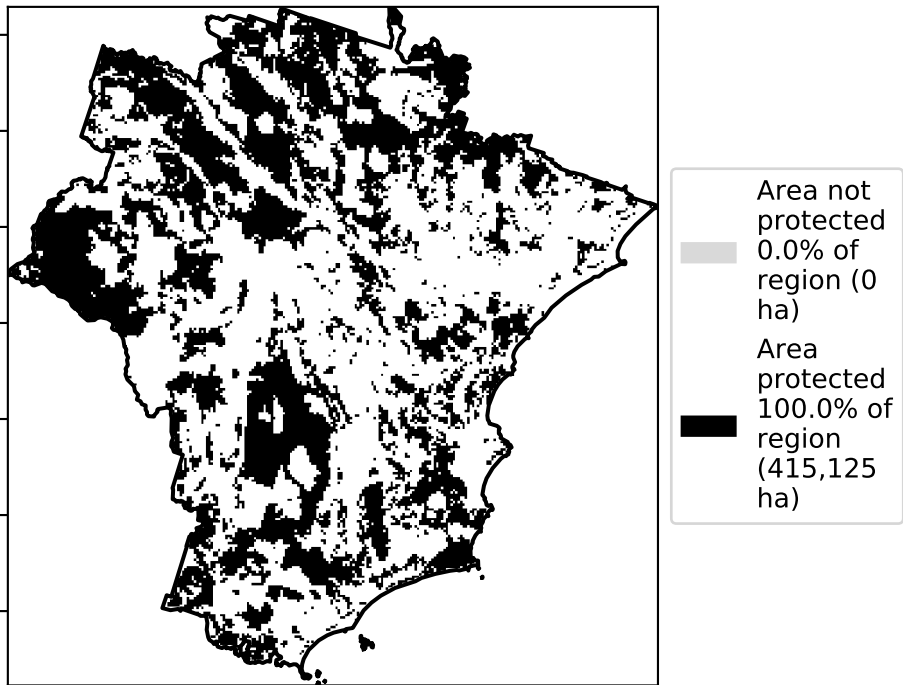 Area not
protected
0.0% of
region (0
ha)
Area
protected
100.0% of
region
(415,125
ha)